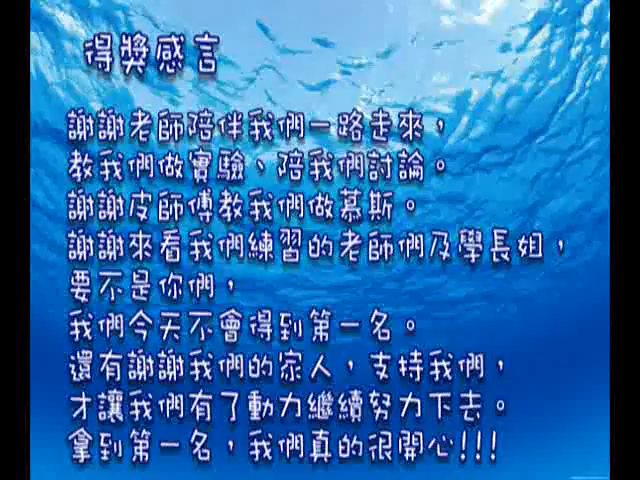 得獎感言
謝謝老師陪伴我們一路走來，
教我們做實驗、陪我們討論。
謝謝皮師傅教我們做慕斯。
謝謝來看我們練習的老師們及學長姐，
要不是你們，
我們今天不會得到第一名。
還有謝謝我們的家人，支持我們，
才讓我們有了動力繼續努力下去。
拿到第一名，我們真的很開心!!!